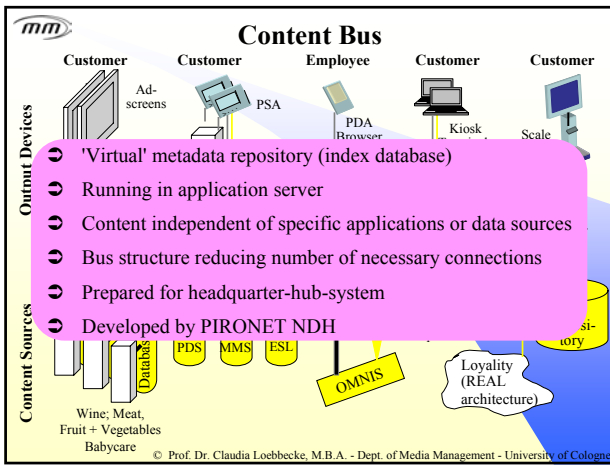 mm
Content Bus
Customer Customer Employee Customer Customer
Output Devices
Ad-
screens
PSA
PDA
Browser
Kiosk
Scale
➲ 'Virtual' metadata repository (index database)
➲ Running in application server
➲ Content independent of specific applications or data sources
➲ Bus structure reducing number of necessary connections
➲ Prepared for headquarter-hub-system
➲ Developed by PIRONET NDH
Content Sources
Databas
PDS MMS ESL
OMNIS
Loyality
(REAL
architecture)
tory
Wine; Meat,
Fruit + Vegetables
Babycare
© Prof. Dr. Claudia Loebbecke, M.B.A. - Dept. of Media Management - University of Cologne